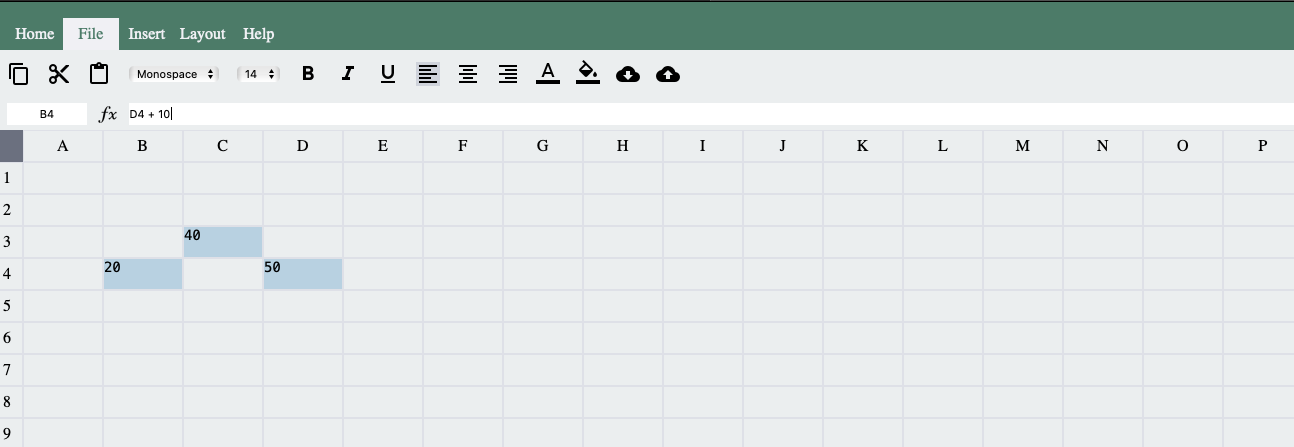 Home File Insert Layout Help
Monospace 14 B I U A
B4 fx D4 + 10
A B C D E F G H I J K L M N O P
1
2
3 40
4 20 50
5
6
7
8
9